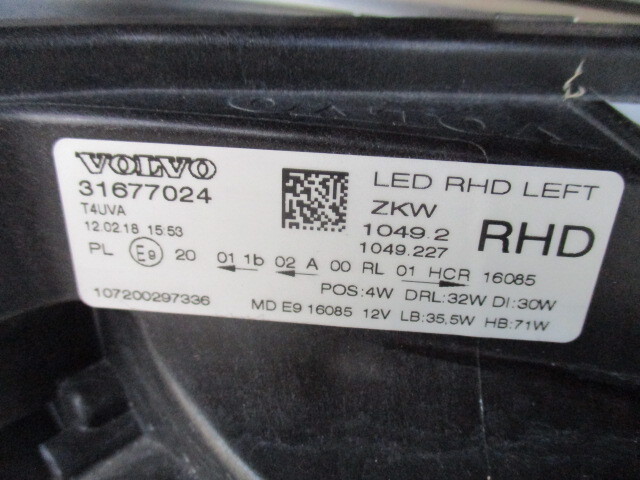 VOLVO
VOLVO
31677024
T4UVA
12.02.18 15:53
PL E9 20
107200297336
LED RHD LEFT
ZKW
1049.2
1049.227
RHD
01 1b 02 A 00 RL 01 HCR 16085
POS:4W DRL:32W DI:30W
MD E9 16085 12V LB:35,5W HB:71W